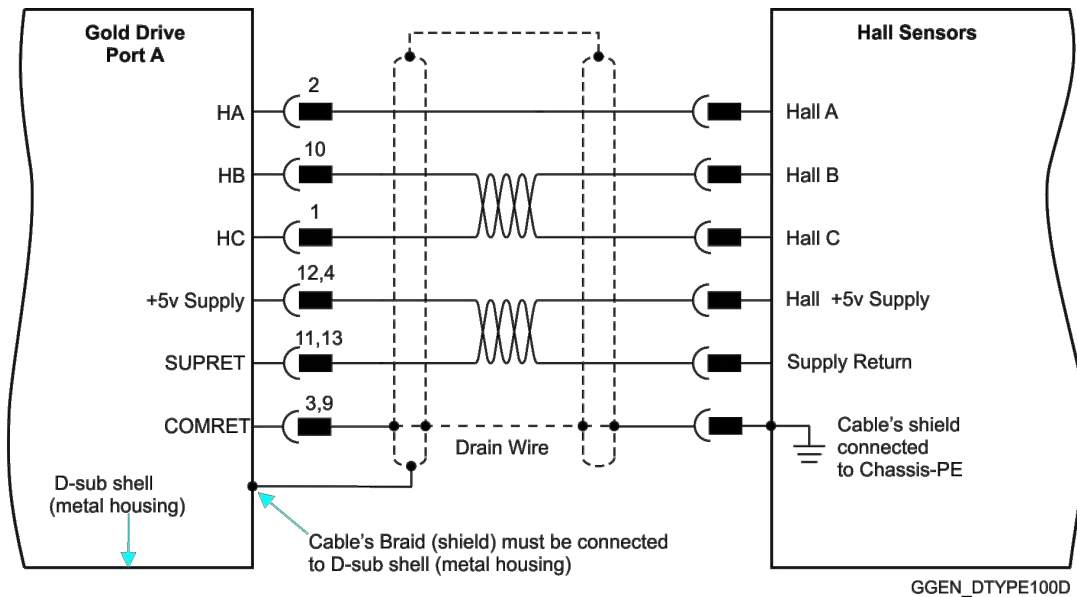 Gold Drive
Port A
Hall Sensors
HA
2
Hall A
HB
10
Hall B
HC
1
Hall C
+5v Supply
12,4
Hall +5v Supply
SUPRET
11,13
Supply Return
COMRET
3,9
Drain Wire
Cable's shield
connected
to Chassis-PE
D-sub shell
(metal housing)
Cable's Braid (shield) must be connected
to D-sub shell (metal housing)
GGEN_DTYPE100D